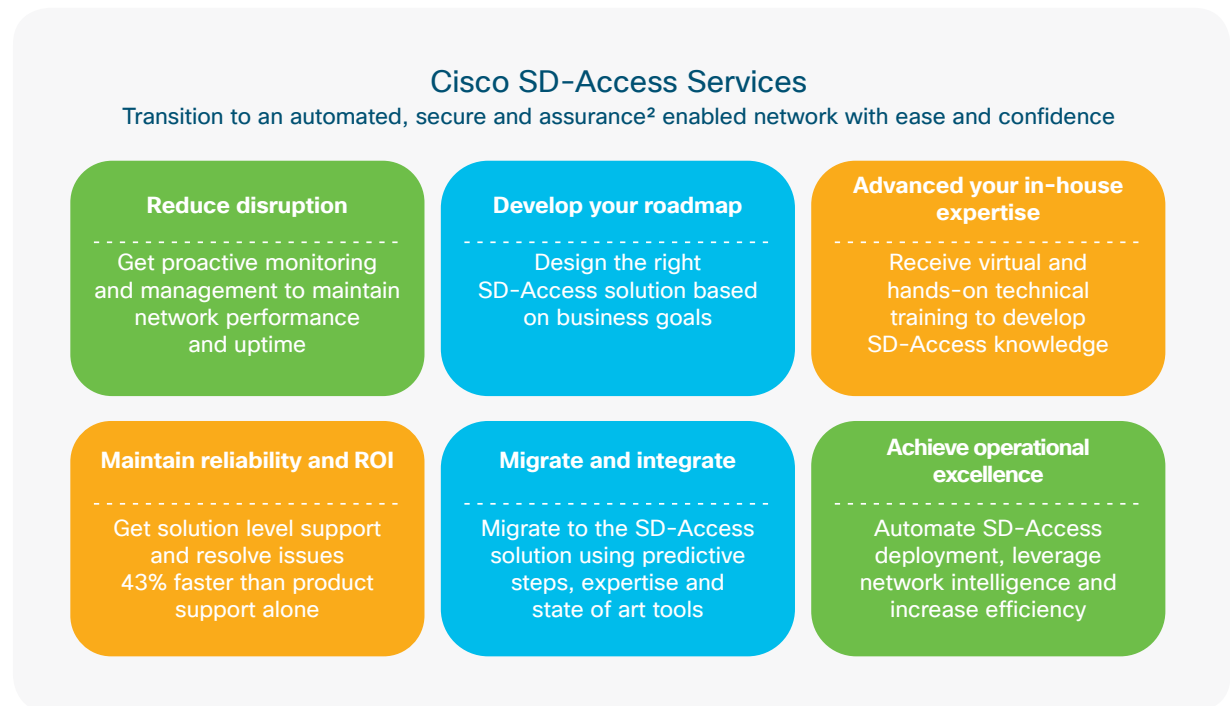 Cisco SD-Access Services
Transition to an automated, secure and assurance² enabled network with ease and confidence
Reduce disruption
Get proactive monitoring
and management to maintain
network performance
and uptime
Develop your roadmap
Design the right
SD-Access solution based
on business goals
Advanced your in-house
expertise
Receive virtual and
hands-on technical
training to develop
SD-Access knowledge
Maintain reliability and ROI
Get solution level support
and resolve issues
43% faster than product
support alone
Migrate and integrate
Migrate to the SD-Access
solution using predictive
steps, expertise and
state of art tools
Achieve operational
excellence
Automate SD-Access
deployment, leverage
network intelligence and
increase efficiency